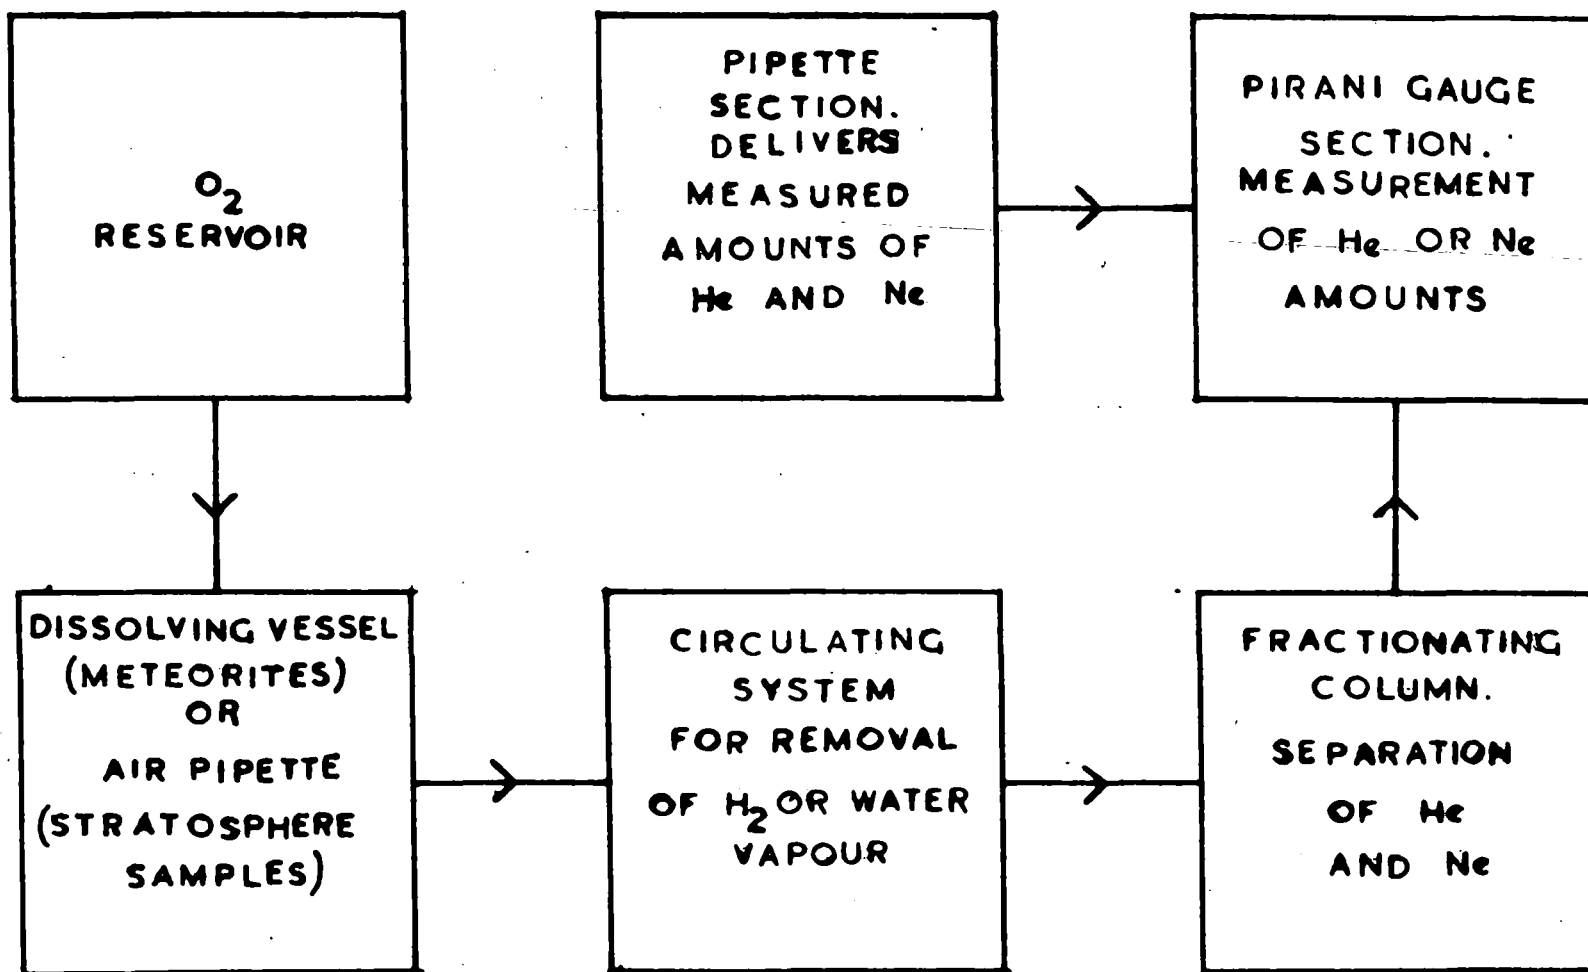 O2
RESERVOIR
PIPETTE
SECTION.
DELIVERS
MEASURED
AMOUNTS OF
He AND Ne
PIRANI GAUGE
SECTION.
MEASUREMENT
OF He OR Ne
AMOUNTS
DISSOLVING VESSEL
(METEORITES)
OR
AIR PIPETTE
(STRATOSPHERE
SAMPLES)
CIRCULATING
SYSTEM
FOR REMOVAL
OF H2 OR WATER
VAPOUR
FRACTIONATING
COLUMN.
SEPARATION
OF He
AND Ne